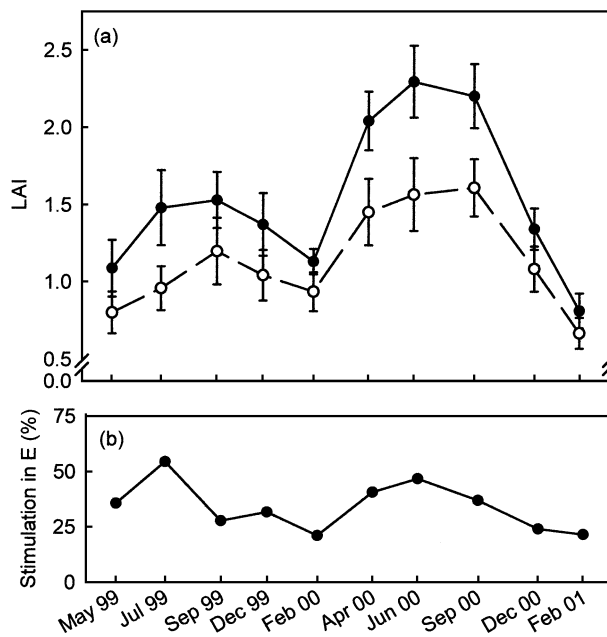 (a)
2.5
2.0
LAI
1.5
1.0
0.5
0.0
75
(b)
Stimulation in E (%)
50
25
0
May 99
Jul 99
Sep 99
Dec 99
Feb 00
Apr 00
Jun 00
Sep 00
Dec 00
Feb 01